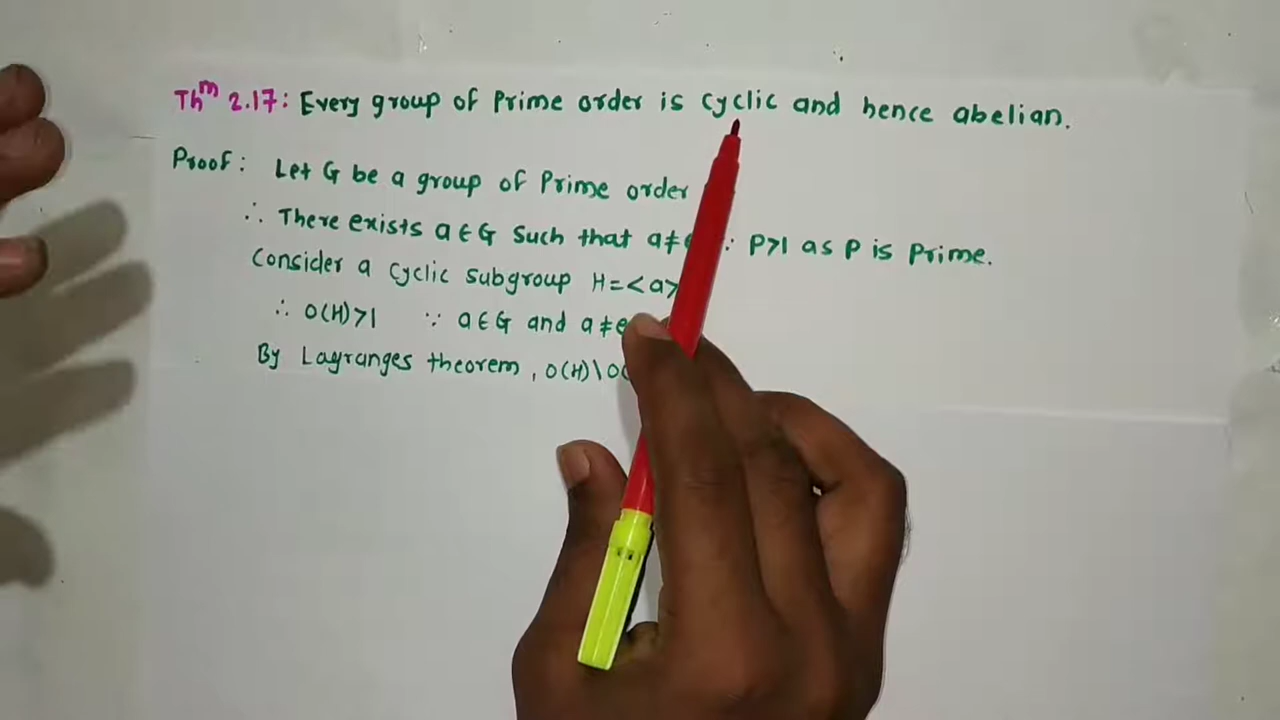 Thm 2.17: Every group of Prime order is cyclic and hence abelian.
Proof: Let G be a group of Prime order
∴ There exists a ∈ G Such that a ≠ ∵ P>1 as P is Prime.
Consider a cyclic subgroup H=<a>
∴ O(H)>1 ∵ a ∈ G and a ≠ e
By Lagranges theorem, O(H)\O(